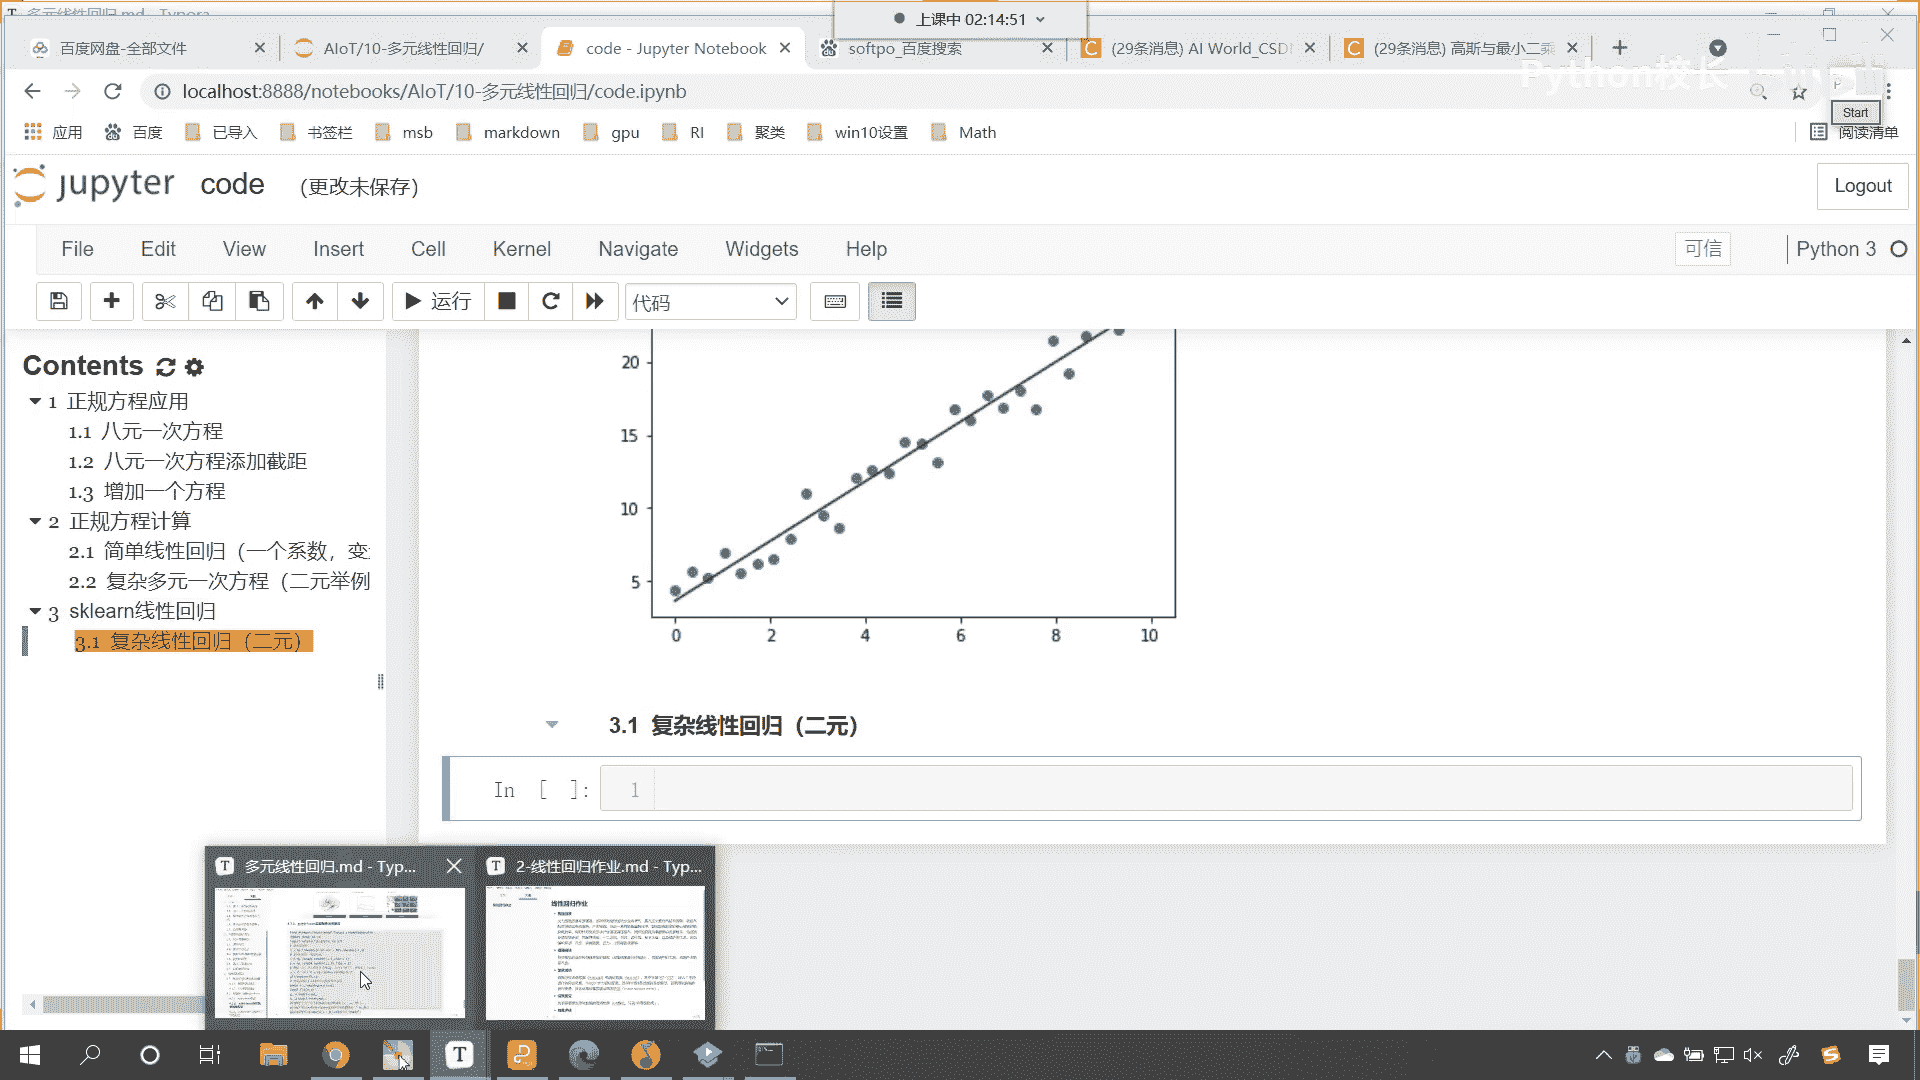 多元线性回归.md - Typora
上课中 02:14:51
百度网盘-全部文件
AIoT/10-多元线性回归/
code - Jupyter Notebook
softpo_百度搜索
(29条消息) AI World_CSDN
(29条消息) 高斯与最小二乘
Python校长
localhost:8888/notebooks/AIoT/10-多元线性回归/code.ipynb
Start
应用
百度
已导入
书签栏
msb
markdown
gpu
RI
聚类
win10设置
Math
阅读清单
jupyter code (更改未保存)
Logout
File Edit View Insert Cell Kernel Navigate Widgets Help
可信
Python 3
运行
代码
Contents
1 正规方程应用
1.1 八元一次方程
1.2 八元一次方程添加截距
1.3 增加一个方程
2 正规方程计算
2.1 简单线性回归（一个系数，变
2.2 复杂多元一次方程（二元举例
3 sklearn线性回归
3.1 复杂线性回归（二元）
20
15
10
5
0 2 4 6 8 10
3.1 复杂线性回归（二元）
In [ ]: 1
多元线性回归.md - Typ...
2-线性回归作业.md - Typ...
线性回归作业